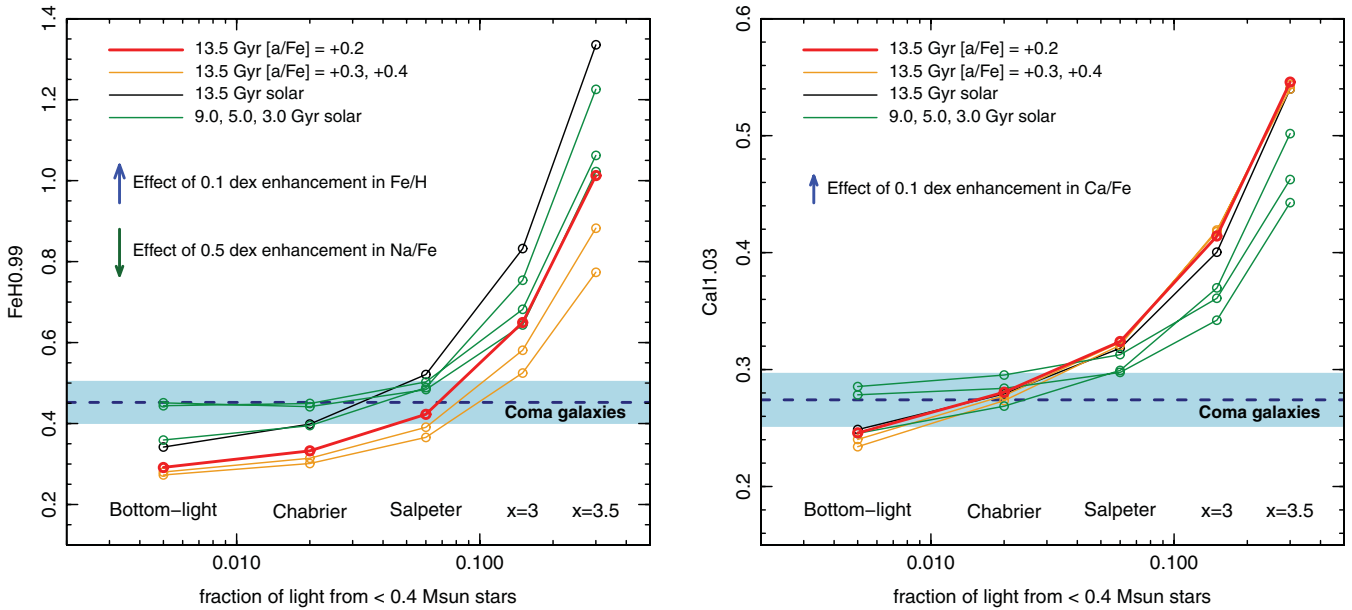 13.5 Gyr [a/Fe] = +0.2
13.5 Gyr [a/Fe] = +0.3, +0.4
13.5 Gyr solar
9.0, 5.0, 3.0 Gyr solar
Effect of 0.1 dex enhancement in Fe/H
Effect of 0.5 dex enhancement in Na/Fe
Coma galaxies
Bottom−light
Chabrier
Salpeter
x=3
x=3.5
FeH0.99
0.2
0.4
0.6
0.8
1.0
1.2
1.4
0.010
0.100
fraction of light from < 0.4 Msun stars
13.5 Gyr [a/Fe] = +0.2
13.5 Gyr [a/Fe] = +0.3, +0.4
13.5 Gyr solar
9.0, 5.0, 3.0 Gyr solar
Effect of 0.1 dex enhancement in Ca/Fe
Coma galaxies
Bottom−light
Chabrier
Salpeter
x=3
x=3.5
CaI1.03
0.2
0.3
0.4
0.5
0.6
0.010
0.100
fraction of light from < 0.4 Msun stars